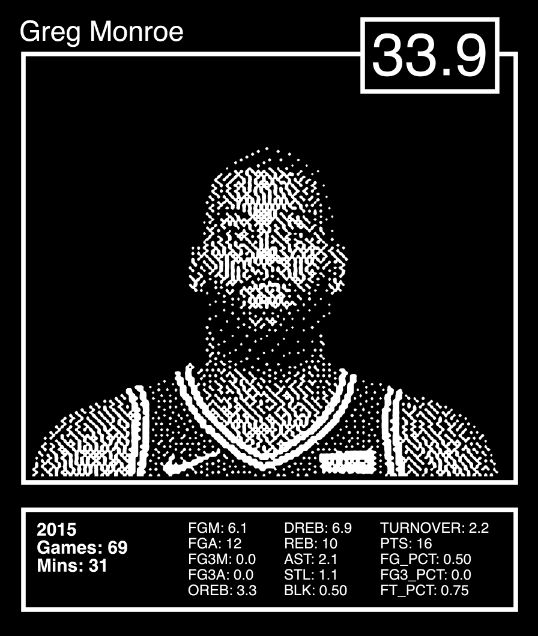 Greg Monroe
33.9
2015
Games: 69
Mins: 31
FGM: 6.1
FGA: 12
FG3M: 0.0
FG3A: 0.0
OREB: 3.3
DREB: 6.9
REB: 10
AST: 2.1
STL: 1.1
BLK: 0.50
TURNOVER: 2.2
PTS: 16
FG_PCT: 0.50
FG3_PCT: 0.0
FT_PCT: 0.75